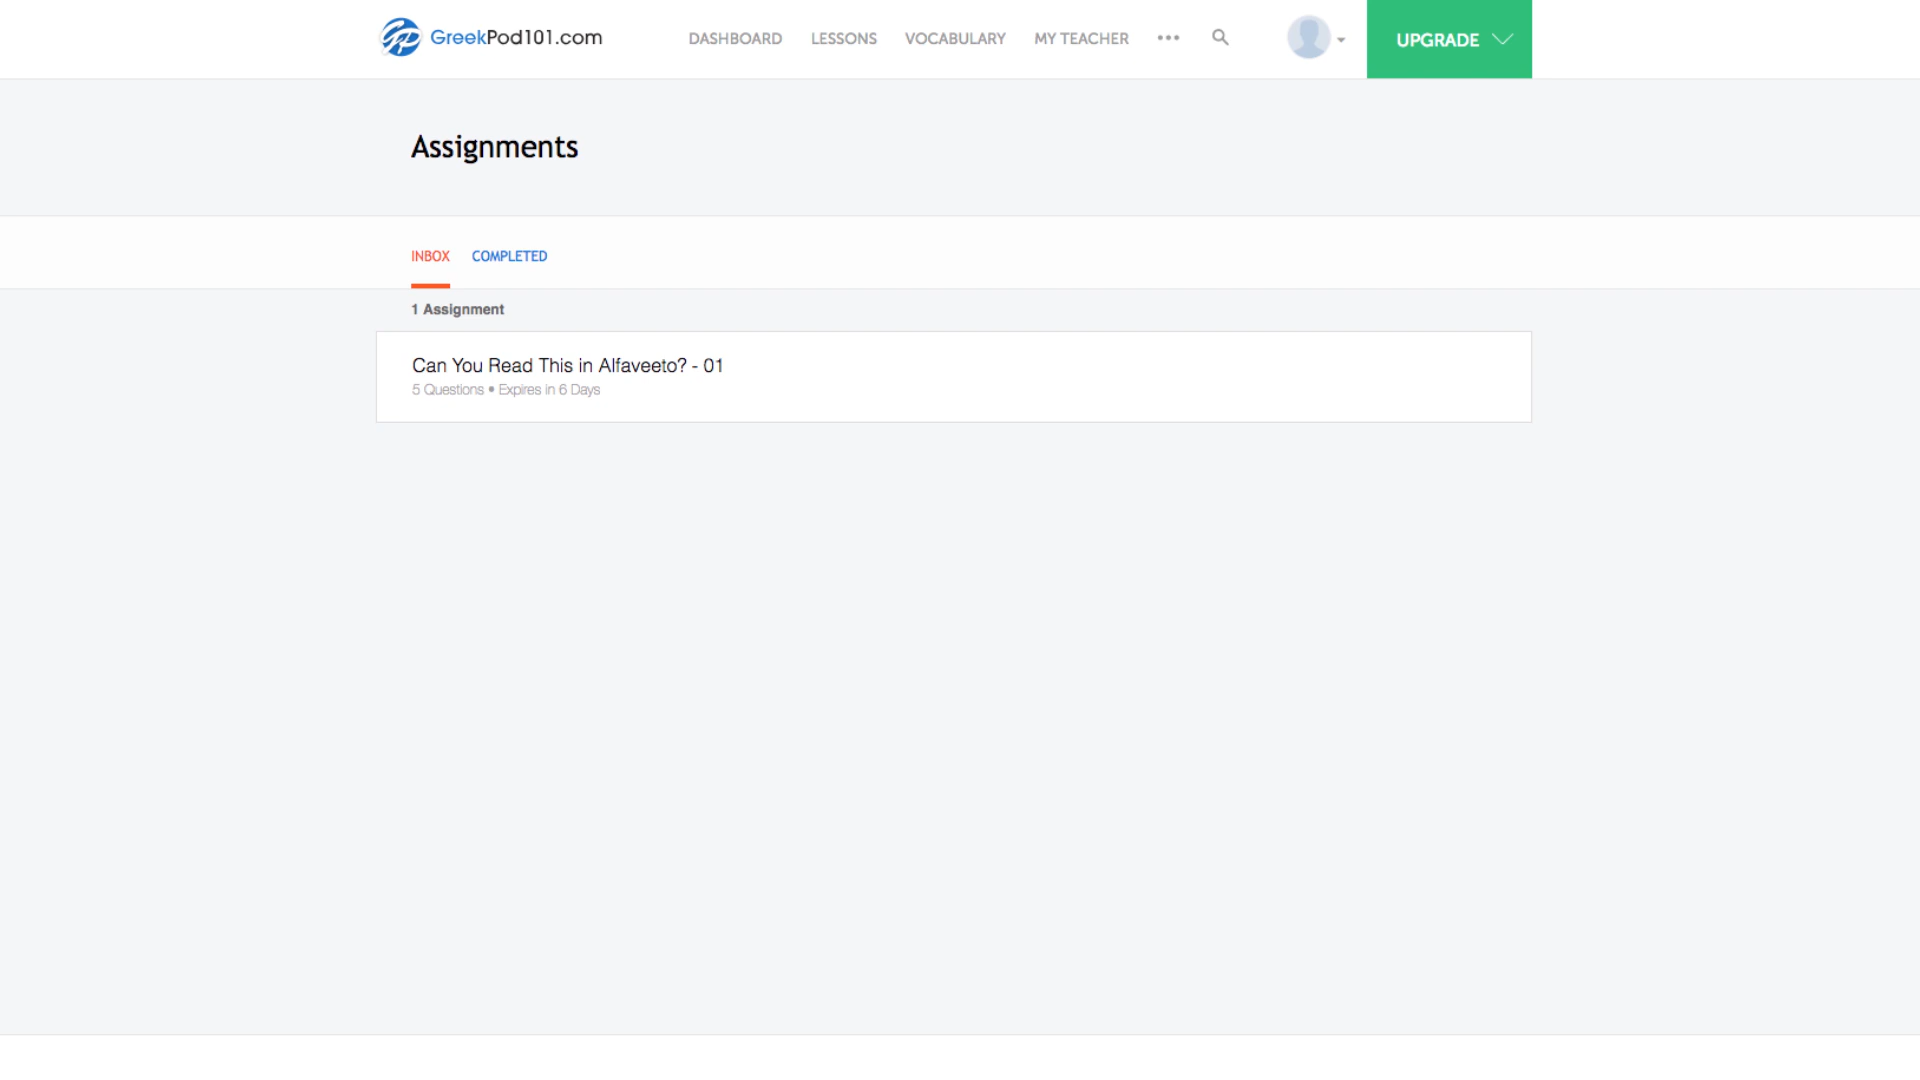 GreekPod101.com
DASHBOARD LESSONS VOCABULARY MY TEACHER UPGRADE
Assignments
INBOX COMPLETED
1 Assignment
Can You Read This in Alfaveeto? - 01
5 Questions • Expires in 6 Days